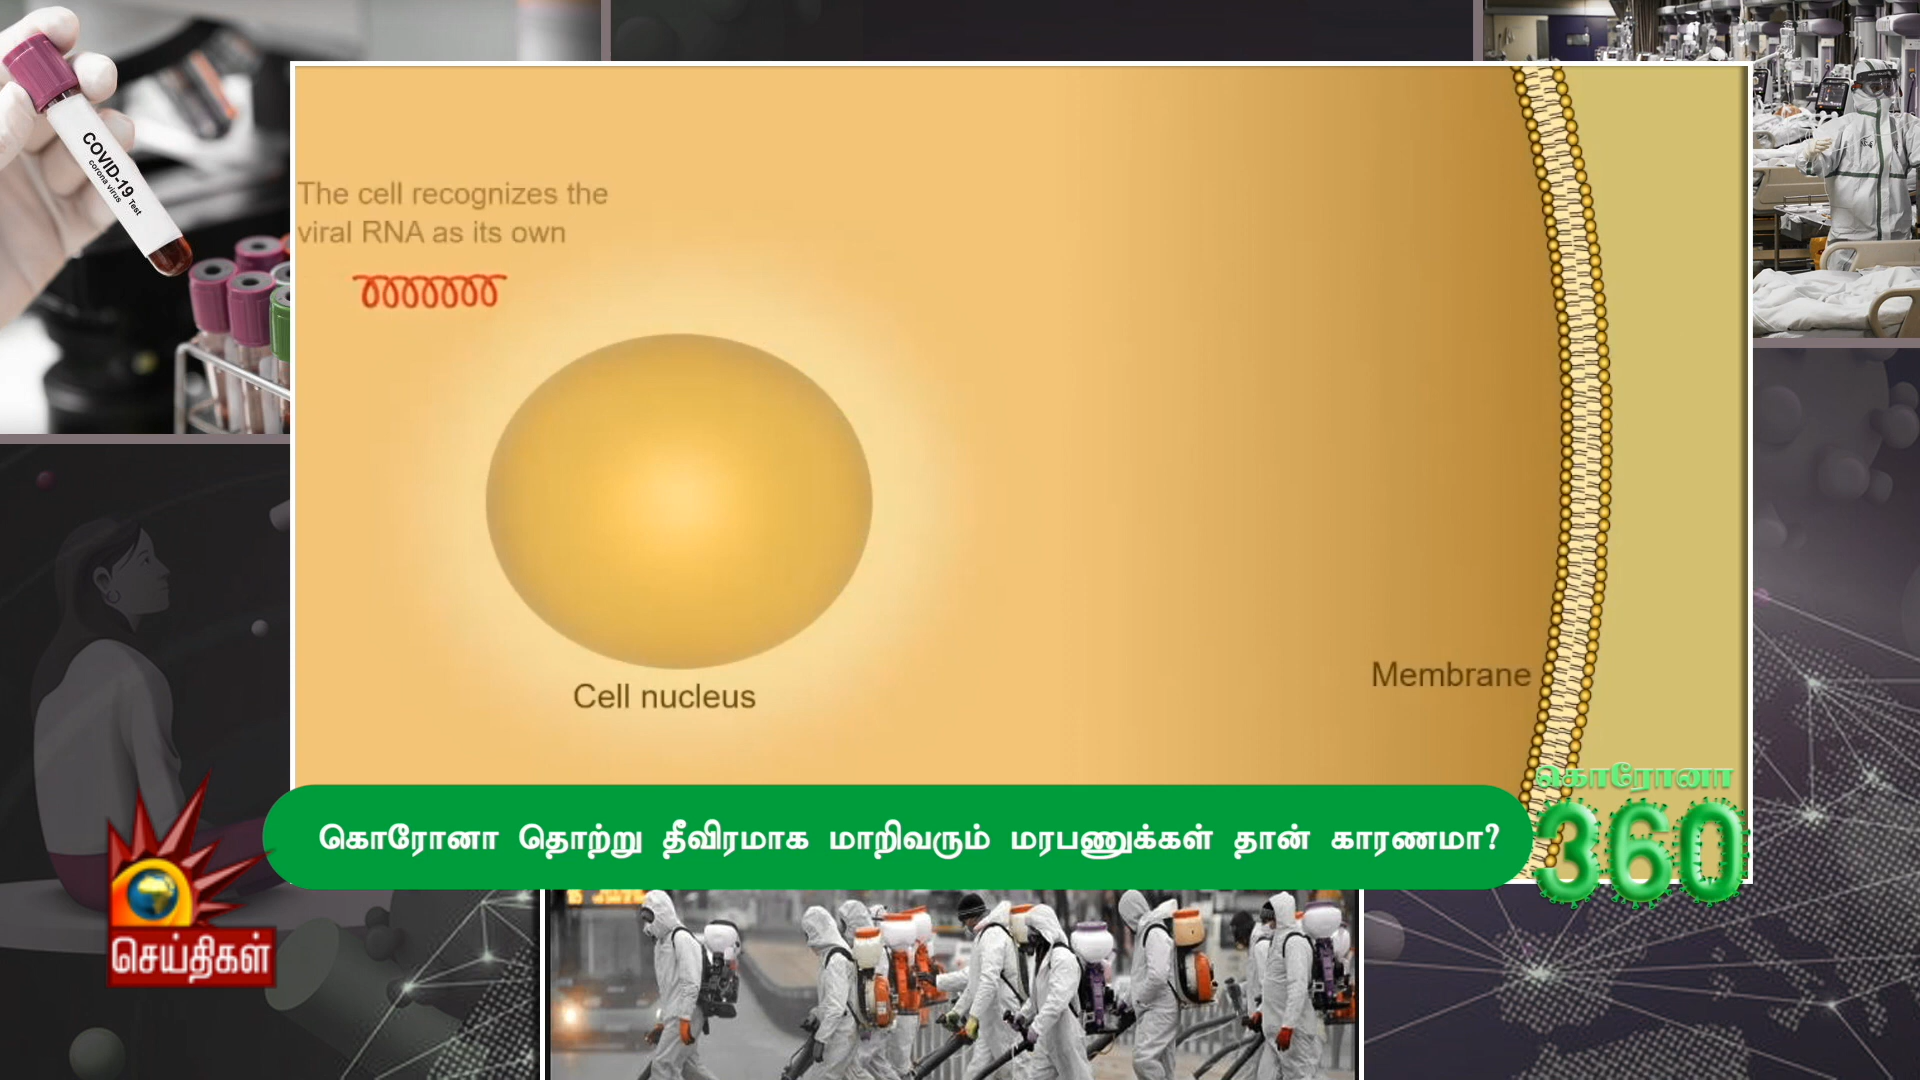 COVID-19 Test
corona virus
The cell recognizes the
viral RNA as its own
Cell nucleus
Membrane
கொரோனா
360
கொரோனா தொற்று தீவிரமாக மாறிவரும் மரபணுக்கள் தான் காரணமா?
செய்திகள்